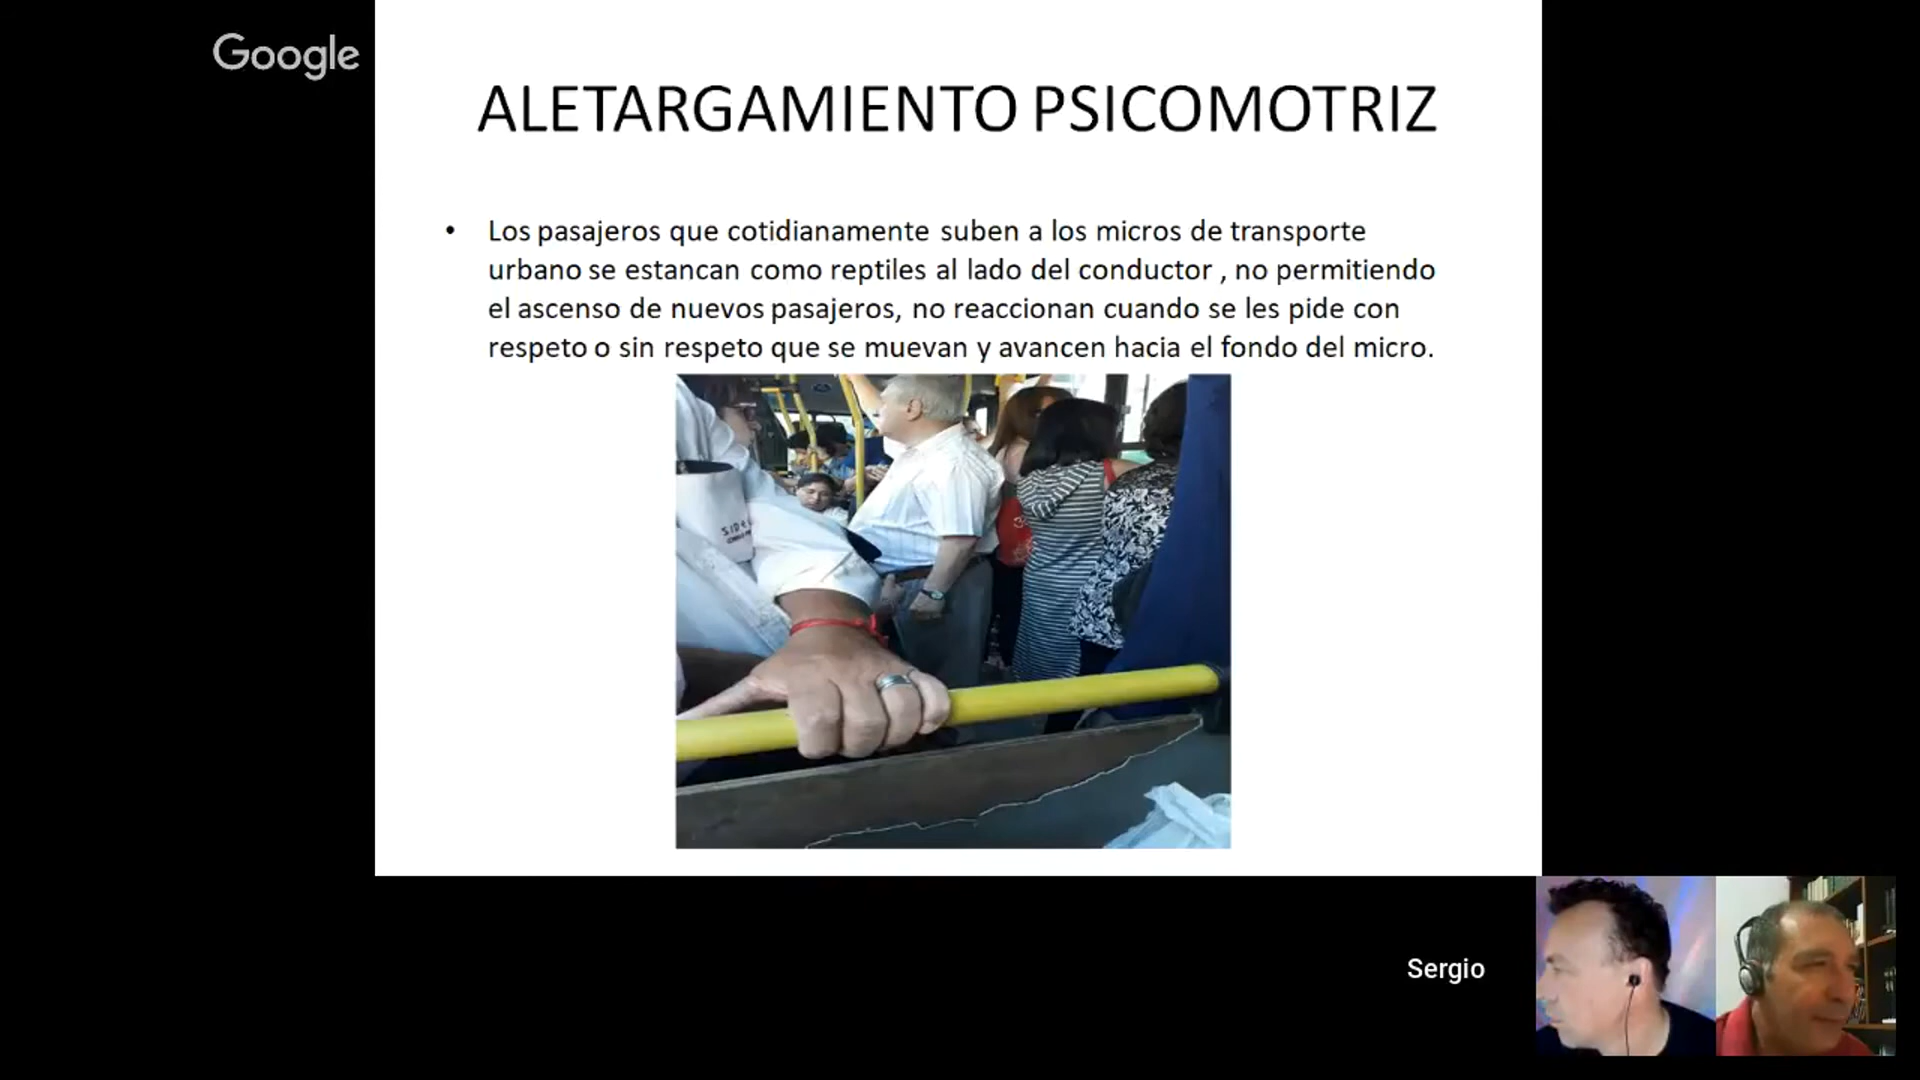 Google
ALETARGAMIENTO PSICOMOTRIZ
• Los pasajeros que cotidianamente suben a los micros de transporte
urbano se estancan como reptiles al lado del conductor , no permitiendo
el ascenso de nuevos pasajeros, no reaccionan cuando se les pide con
respeto o sin respeto que se muevan y avancen hacia el fondo del micro.
Sergio